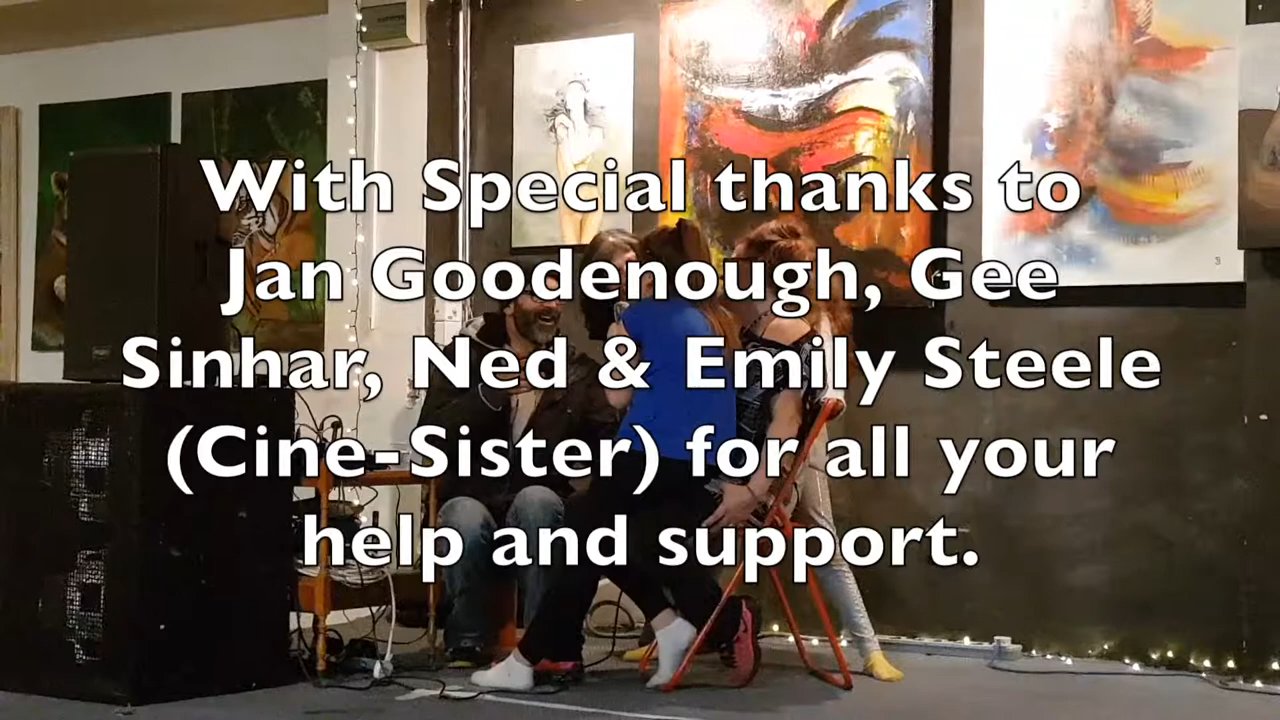 With Special thanks to
Jan Goodenough, Gee
Sinhar, Ned & Emily Steele
(Cine-Sister) for all your
help and support.